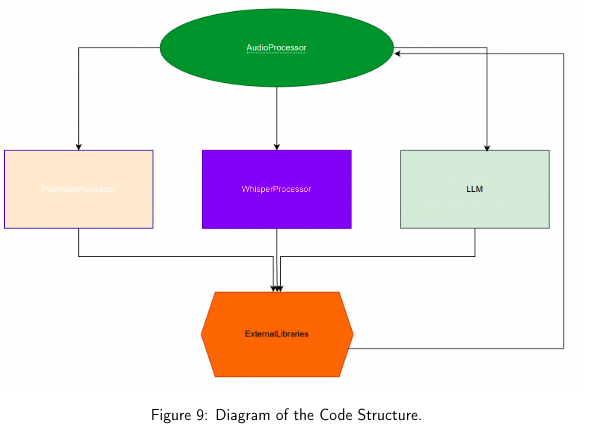 AudioProcessor
PyannoteProcessor
WhisperProcessor
LLM
ExternalLibraries
Figure 9: Diagram of the Code Structure.